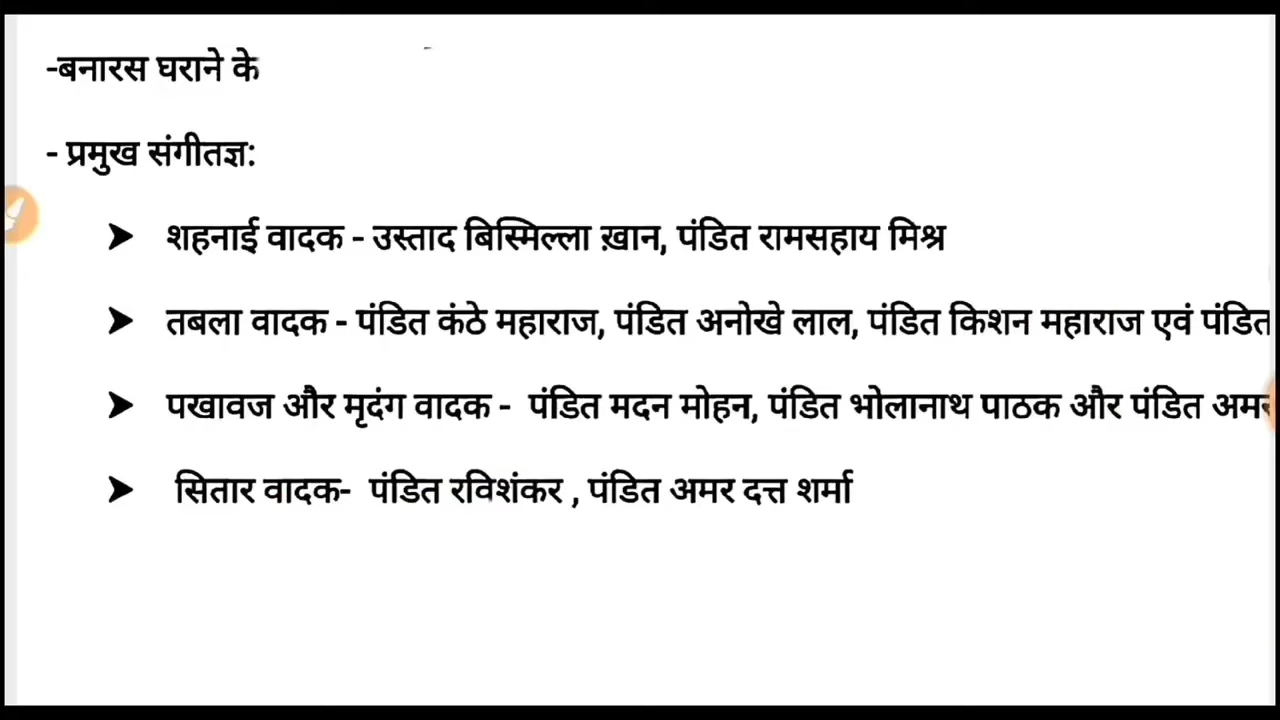 -बनारस घराने के
- प्रमुख संगीतज्ञ:
➤ शहनाई वादक - उस्ताद बिस्मिल्ला ख़ान, पंडित रामसहाय मिश्र
➤ तबला वादक - पंडित कंठे महाराज, पंडित अनोखे लाल, पंडित किशन महाराज एवं पंडित
➤ पखावज और मृदंग वादक - पंडित मदन मोहन, पंडित भोलानाथ पाठक और पंडित
➤ सितार वादक- पंडित रविशंकर , पंडित अमर दत्त शर्मा